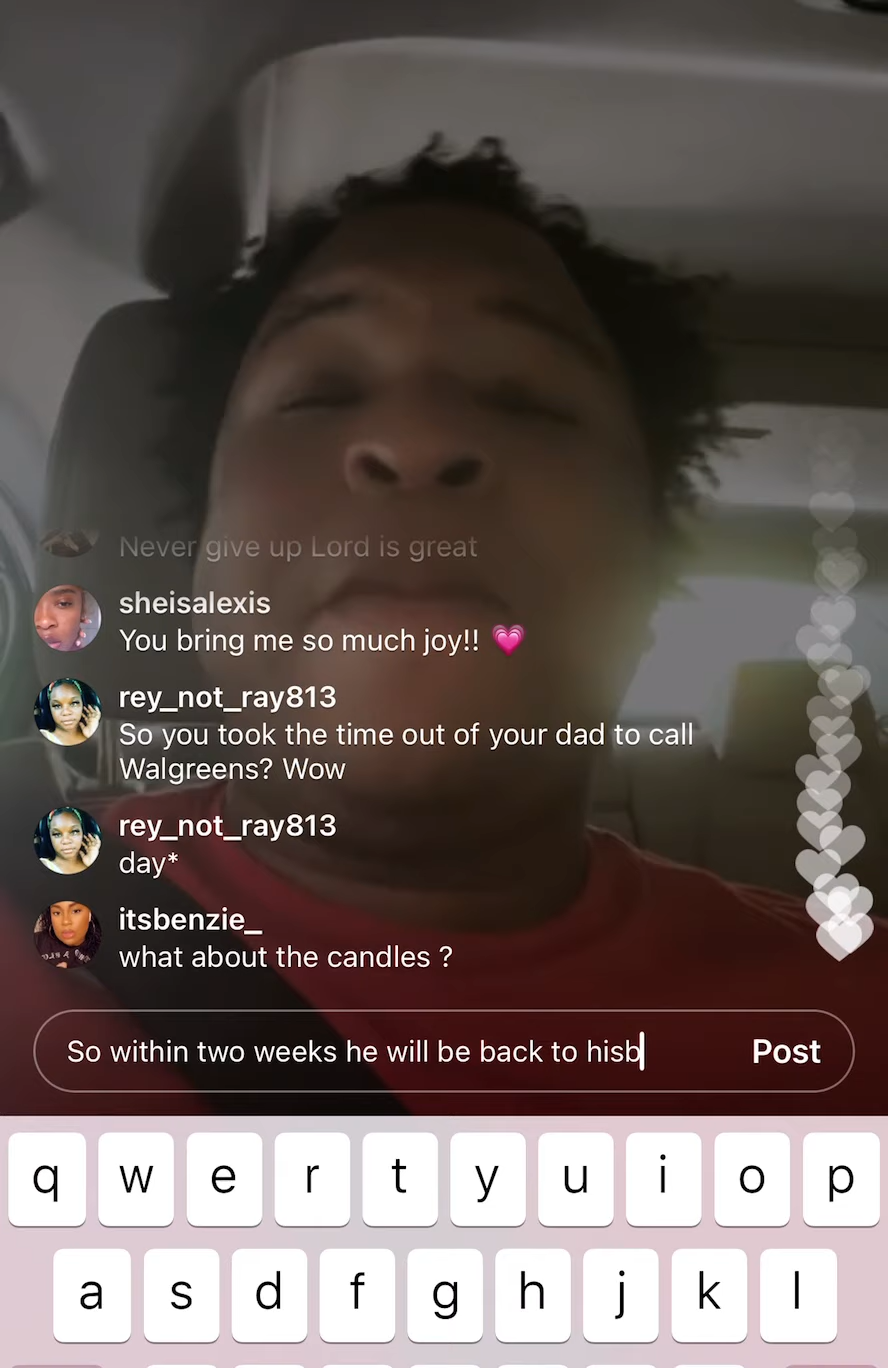 Never give up Lord is great
sheisalexis
You bring me so much joy!! 💗
rey_not_ray813
So you took the time out of your dad to call
Walgreens? Wow
rey_not_ray813
day*
itsbenzie_
what about the candles ?
So within two weeks he will be back to hisb
Post
q w e r t y u i o p
a s d f g h j k l